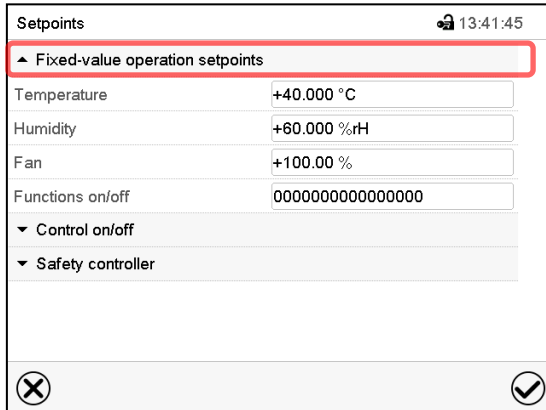 Setpoints 13:41:45
Fixed-value operation setpoints
Temperature +40.000 °C
Humidity +60.000 %rH
Fan +100.00 %
Functions on/off 0000000000000000
Control on/off
Safety controller